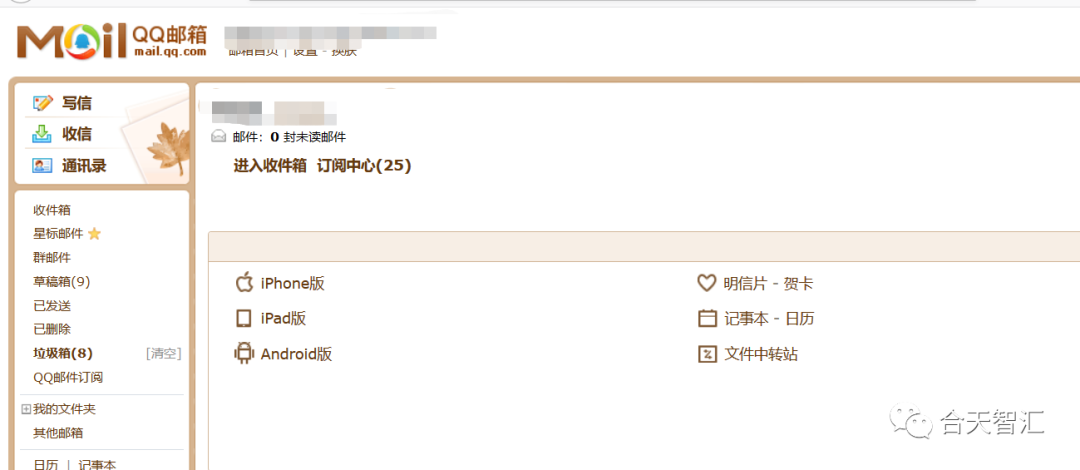 Mail QQ邮箱
mail.qq.com
邮箱首页 | 设置 - 换肤
写信
收信
通讯录
邮件：0 封未读邮件
进入收件箱 订阅中心(25)
收件箱
星标邮件
群邮件
草稿箱(9)
已发送
已删除
垃圾箱(8) [清空]
QQ邮件订阅
我的文件夹
其他邮箱
日历 | 记事本
iPhone版
iPad版
Android版
明信片 - 贺卡
记事本 - 日历
文件中转站
合天智汇